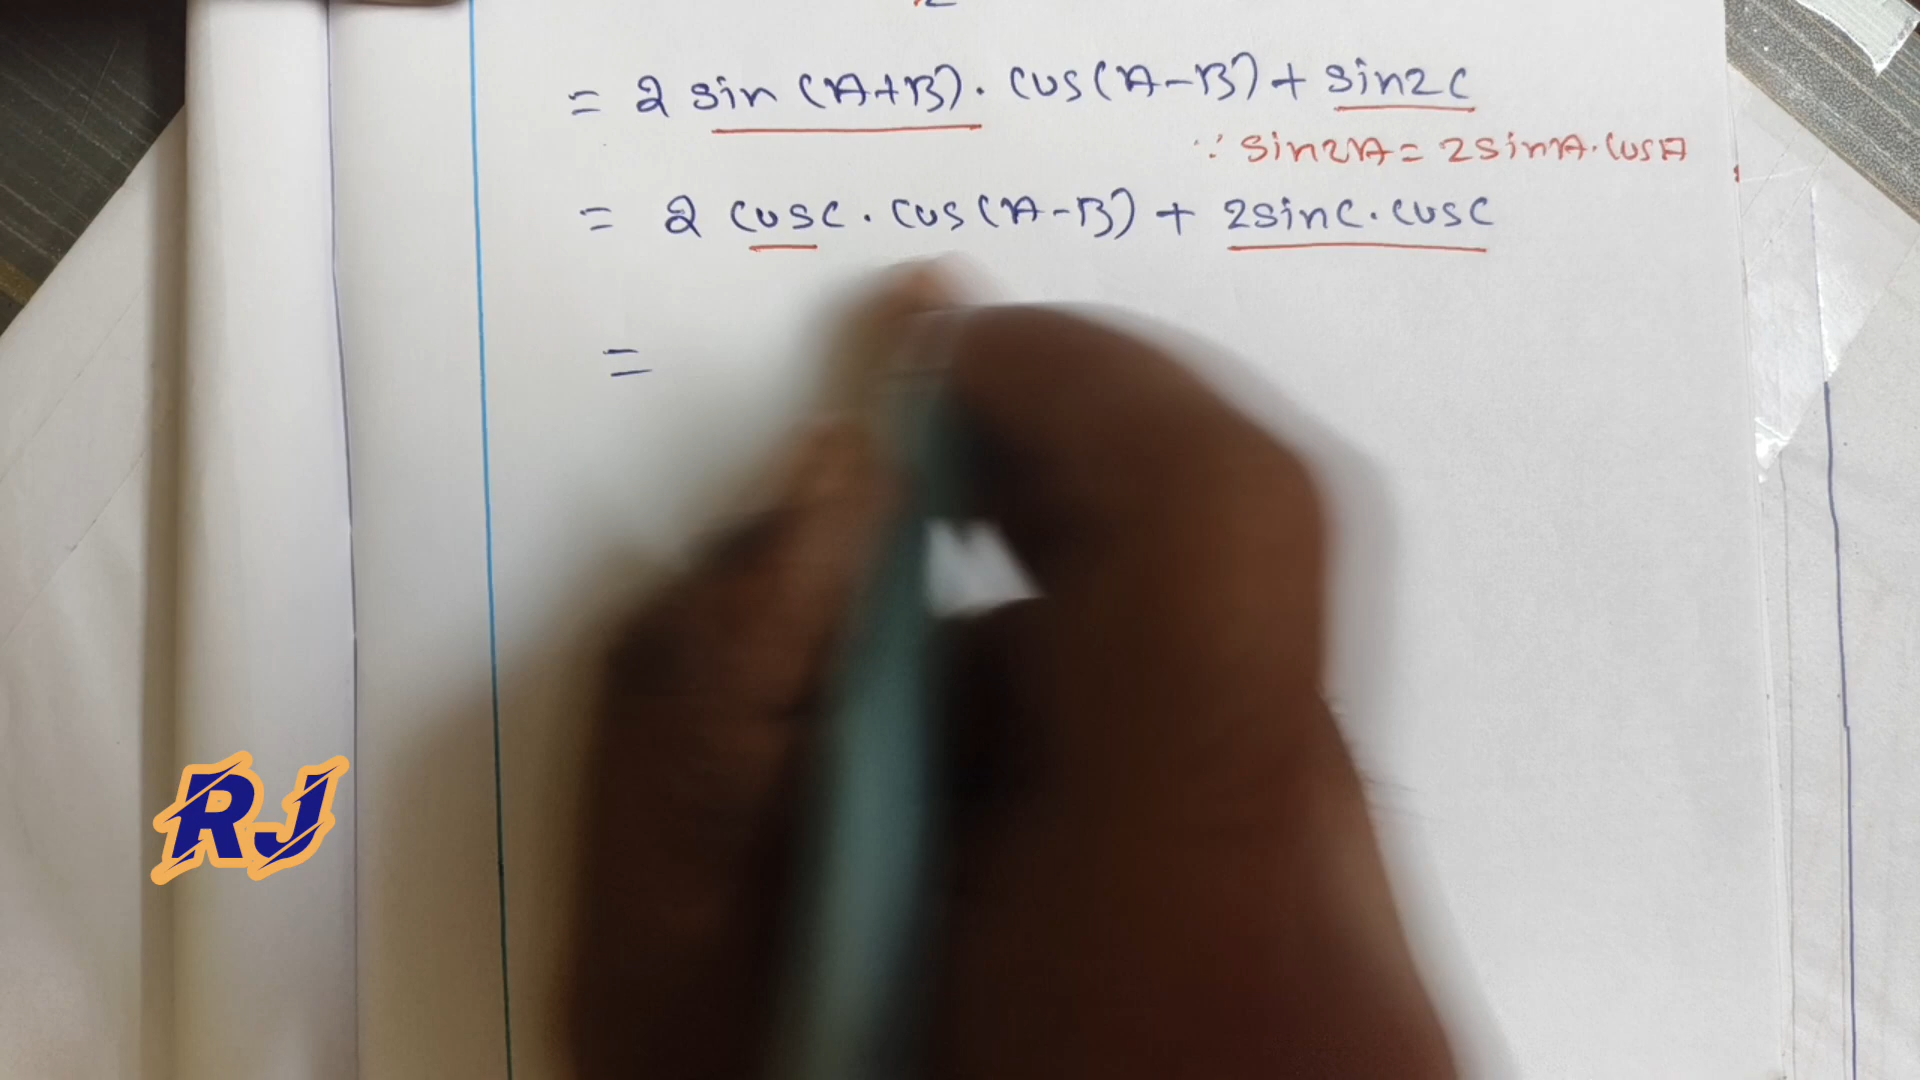 = 2 sin (A+B). cos(A-B) + sin2C
∵ sin2A = 2sinA.cosA
= 2 cosC. cos(A-B) + 2sinC.cosC
=
RJ